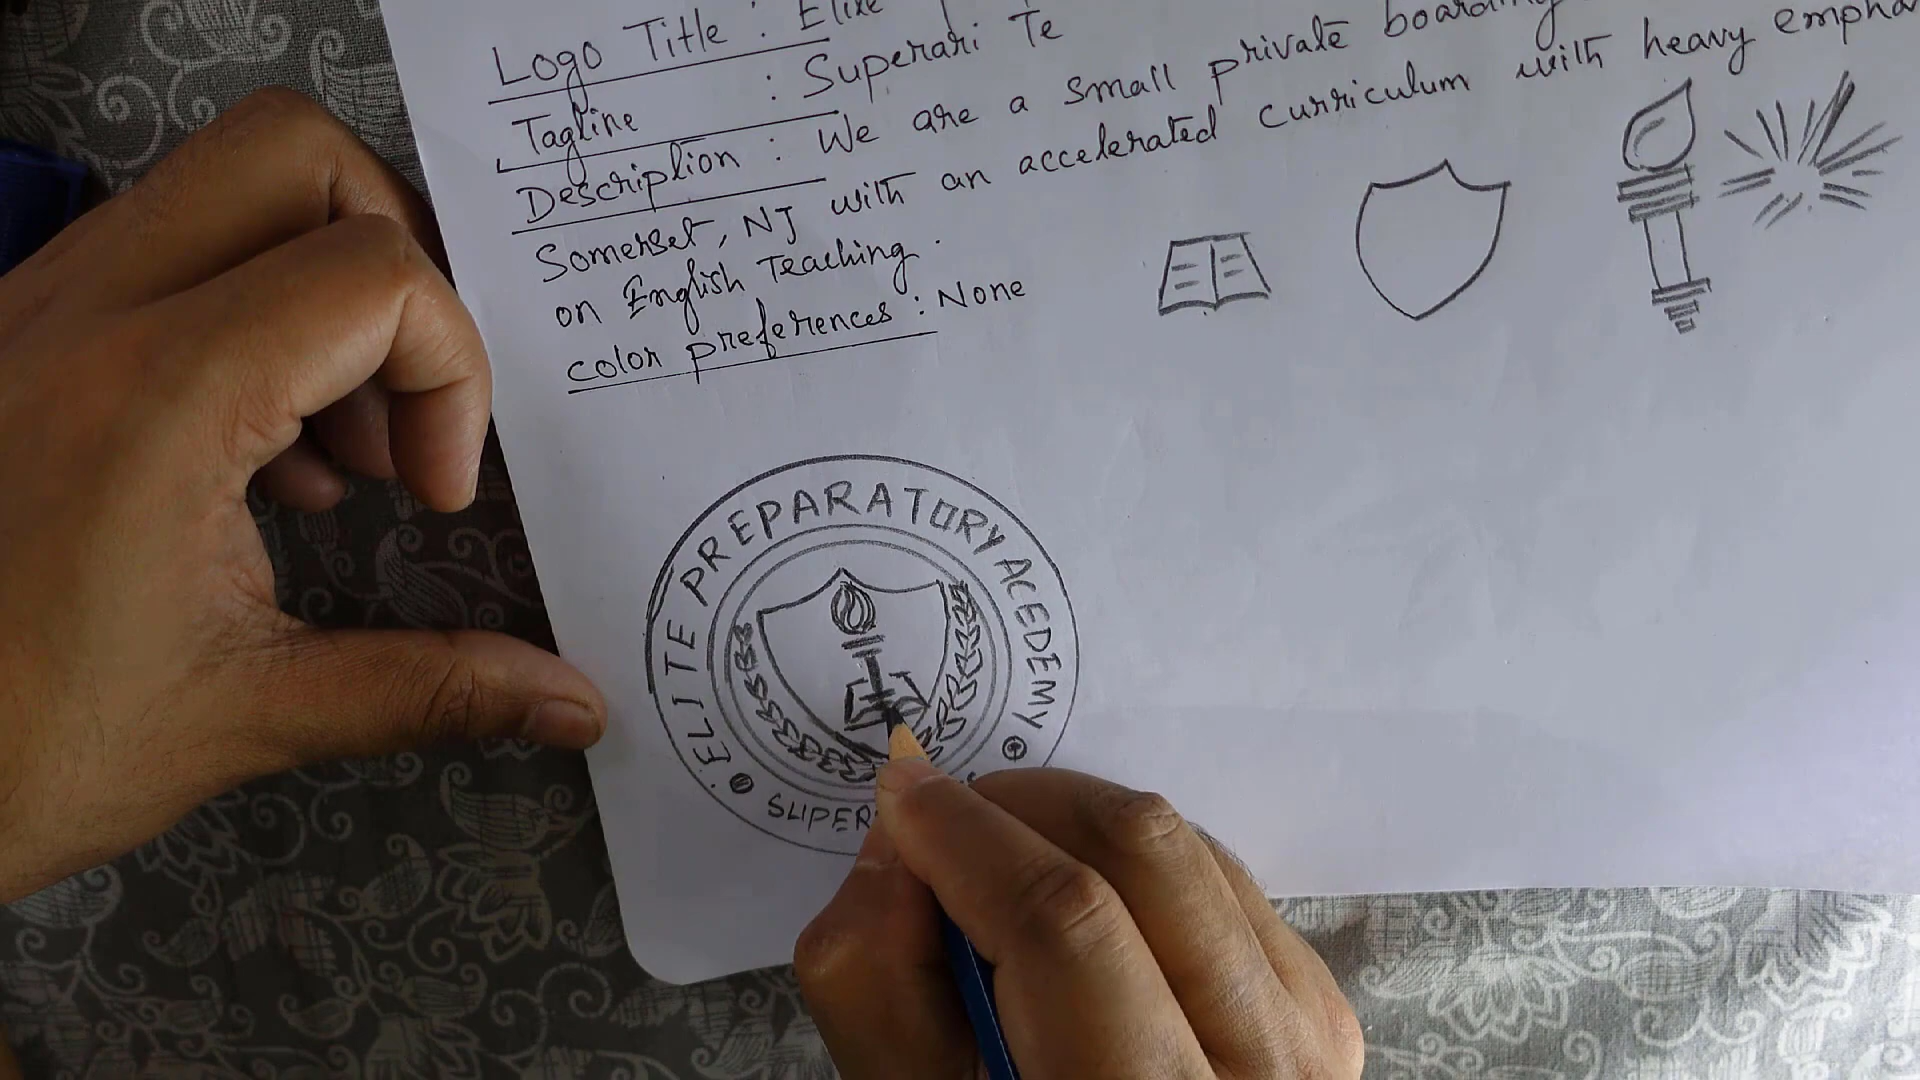 Logo Title : Elite
Tagline : Superari Te
Description : We are a small private boarding
Somerset, NJ with an accelerated curriculum with heavy empha
on English Teaching.
color preferences : None
ELITE PREPARATORY ACEDEMY
SUPER